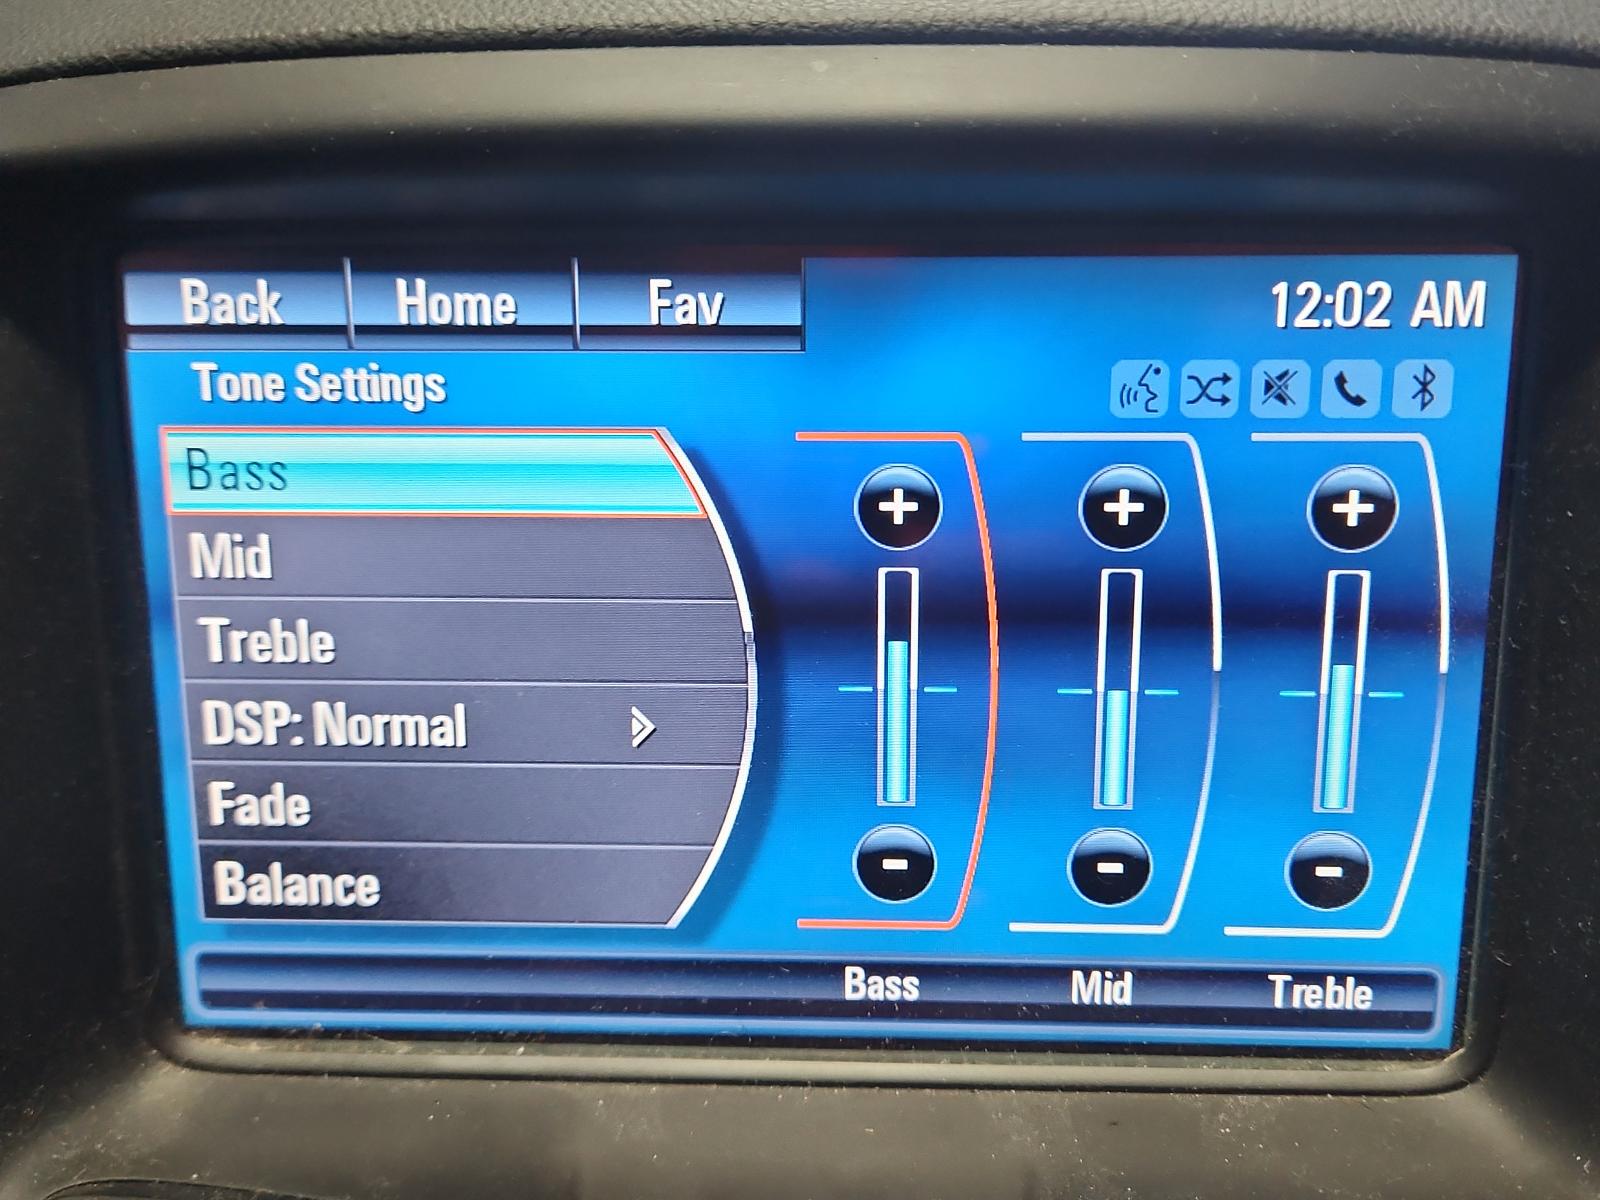 Back Home Fav 12:02 AM
Tone Settings
Bass
Mid
Treble
DSP: Normal
Fade
Balance
+ + +
- - -
Bass Mid Treble